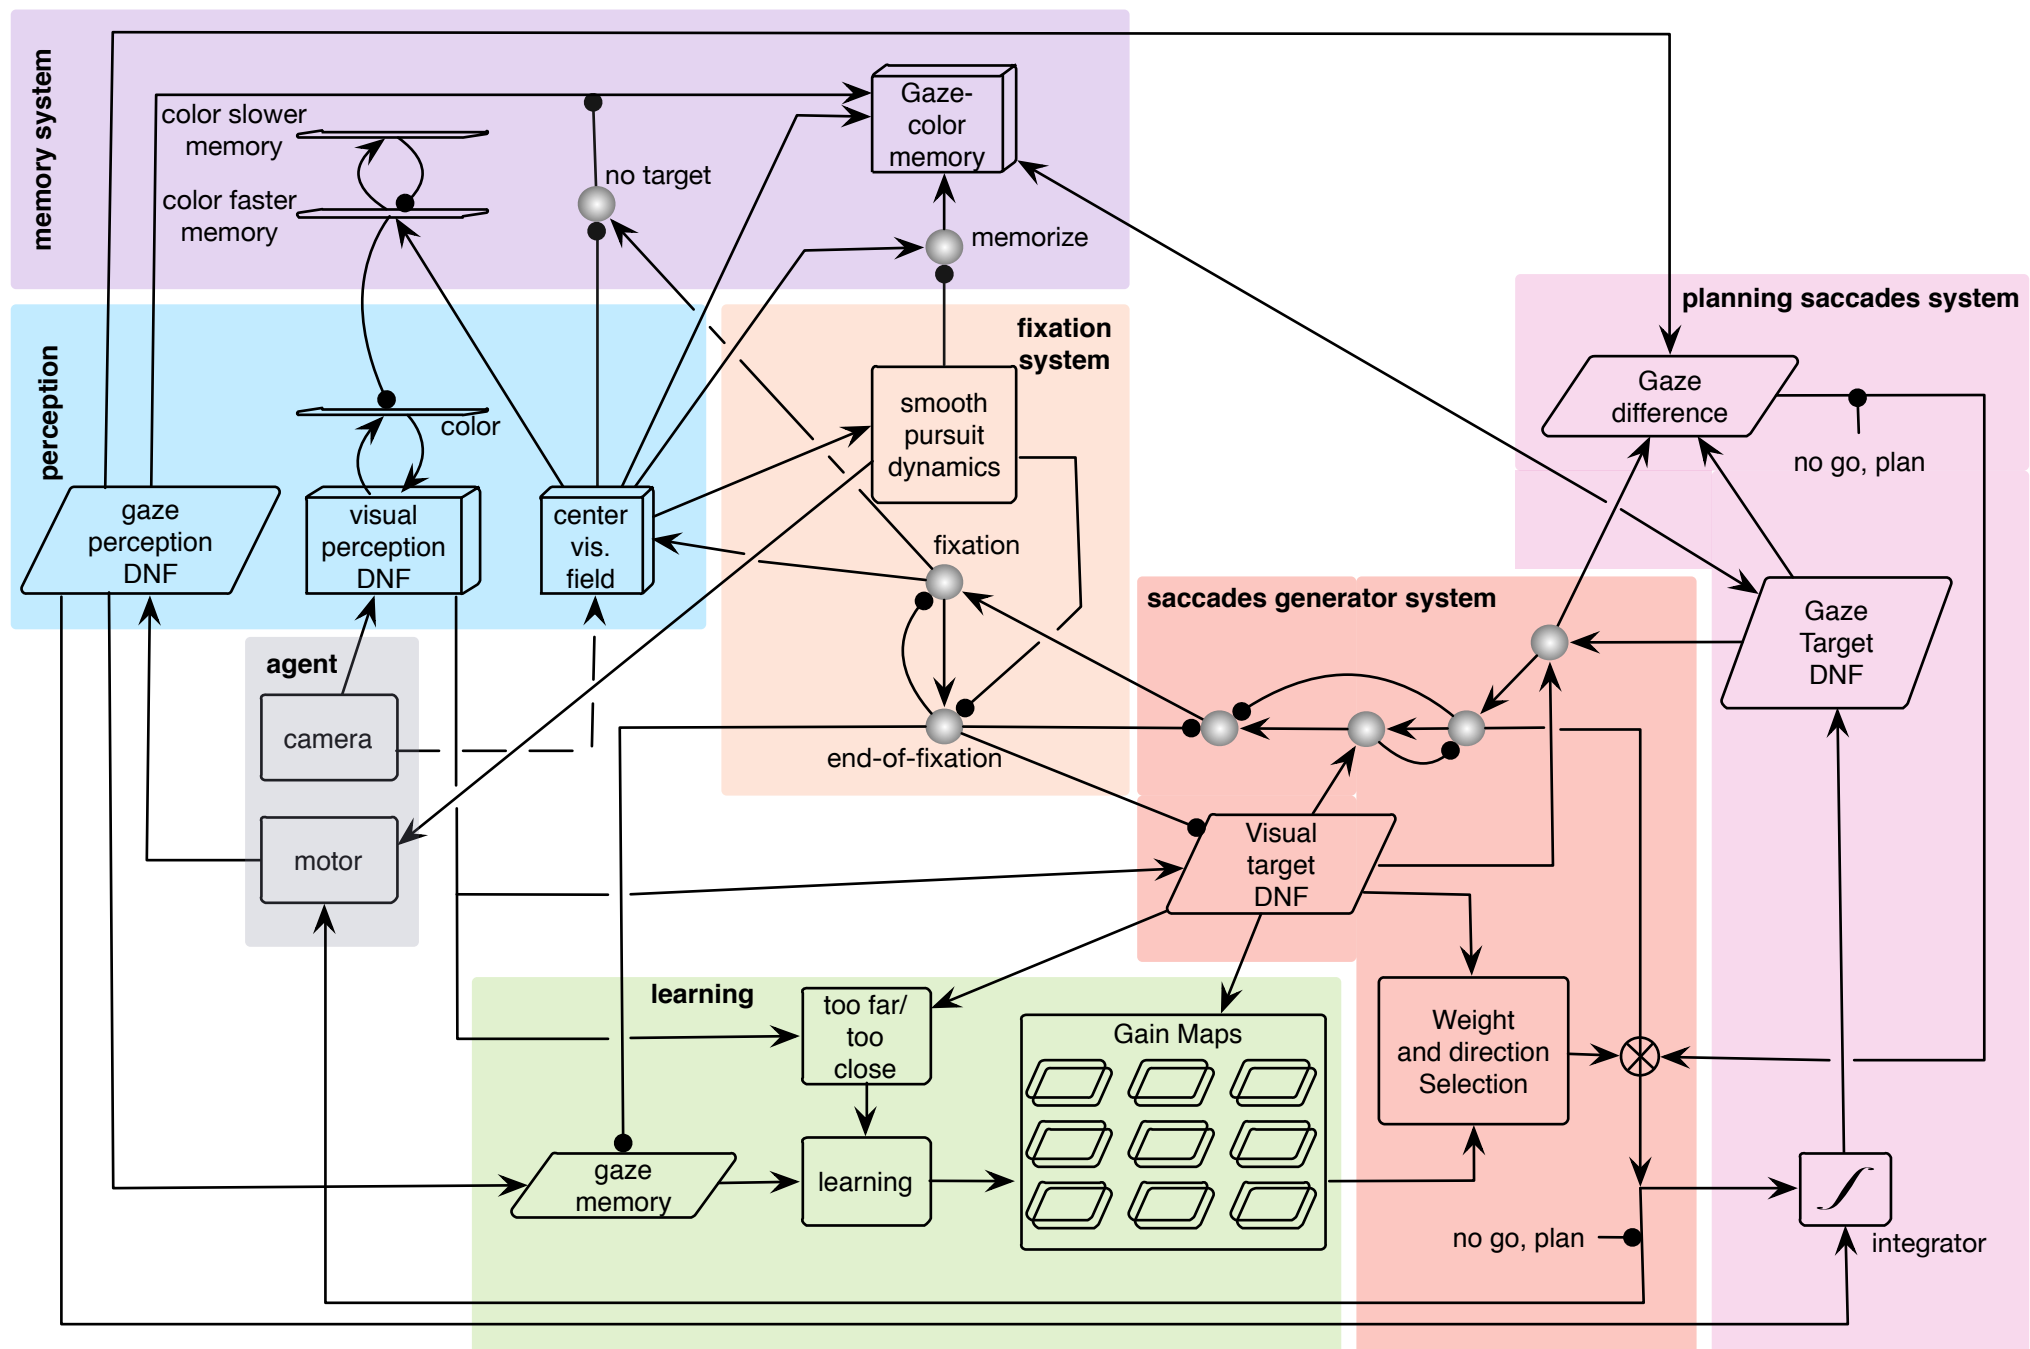 memory system
color slower
memory
color faster
memory
no target
Gaze-
color
memory
memorize
perception
color
gaze
perception
DNF
visual
perception
DNF
center
vis.
field
fixation
system
smooth
pursuit
dynamics
fixation
end-of-fixation
planning saccades system
Gaze
difference
no go, plan
Gaze
Target
DNF
saccades generator system
agent
camera
motor
Visual
target
DNF
learning
too far/
too
close
Gain Maps
Weight
and direction
Selection
gaze
memory
learning
no go, plan
∫
integrator